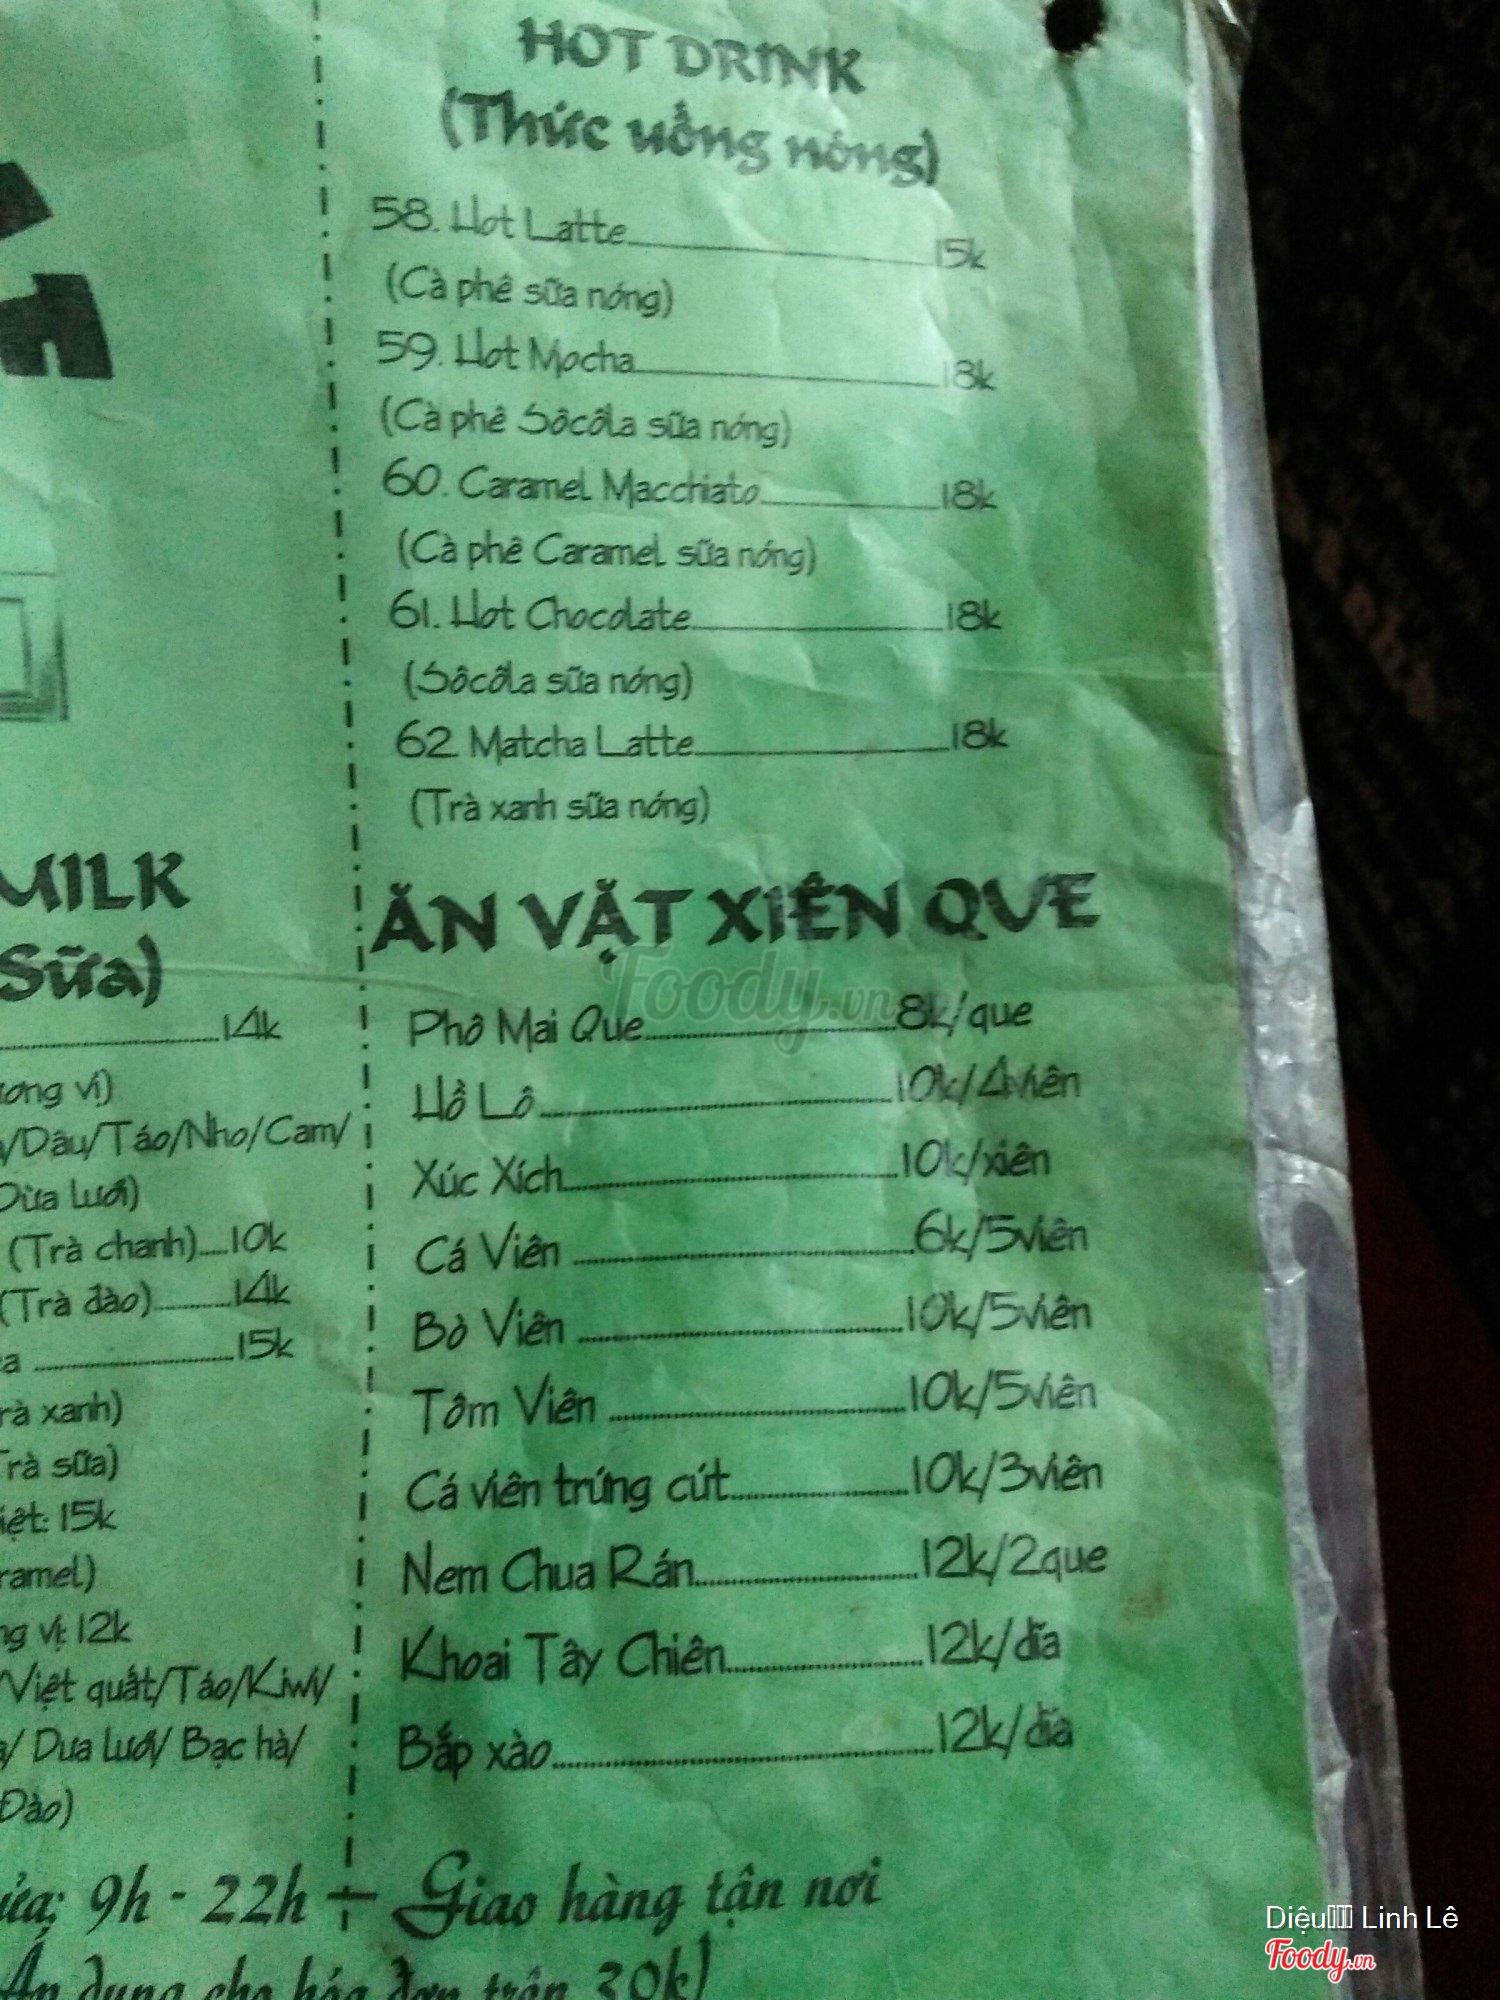 HOT DRINK
(Thức uống nóng)
58. Hot Latte 15k
(Cà phê sữa nóng)
59. Hot Mocha 18k
(Cà phê Sôcôla sữa nóng)
60. Caramel Macchiato 18k
(Cà phê Caramel sữa nóng)
61. Hot Chocolate 18k
(Sôcôla sữa nóng)
62 Matcha Latte 18k
(Trà xanh sữa nóng)
ĂN VẶT XIÊN QUE
Phô Mai Que 8k/que
Hồ Lô 10k/4viên
Xúc Xích 10k/xiên
Cá Viên 6k/5viên
Bò Viên 10k/5viên
Tôm Viên 10k/5viên
Cá viên trứng cút 10k/3viên
Nem Chua Rán 12k/2que
Khoai Tây Chiên 12k/dĩa
Bắp xào 12k/dĩa
MILK
Sữa)
14k
vị)
/Dâu/Táo/Nho/Cam/
Dừa lưới)
(Trà chanh) 10k
(Trà đào) 14k
15k
xanh)
sữa)
15k
12k
/Việt quất/Táo/Kiwi/
/ Dưa lưới/ Bạc hà/
Đào)
9h - 22h - Giao hàng tận nơi
cho hóa đơn trên 30k)
Foody.vn
Linh Lê
Foody.vn